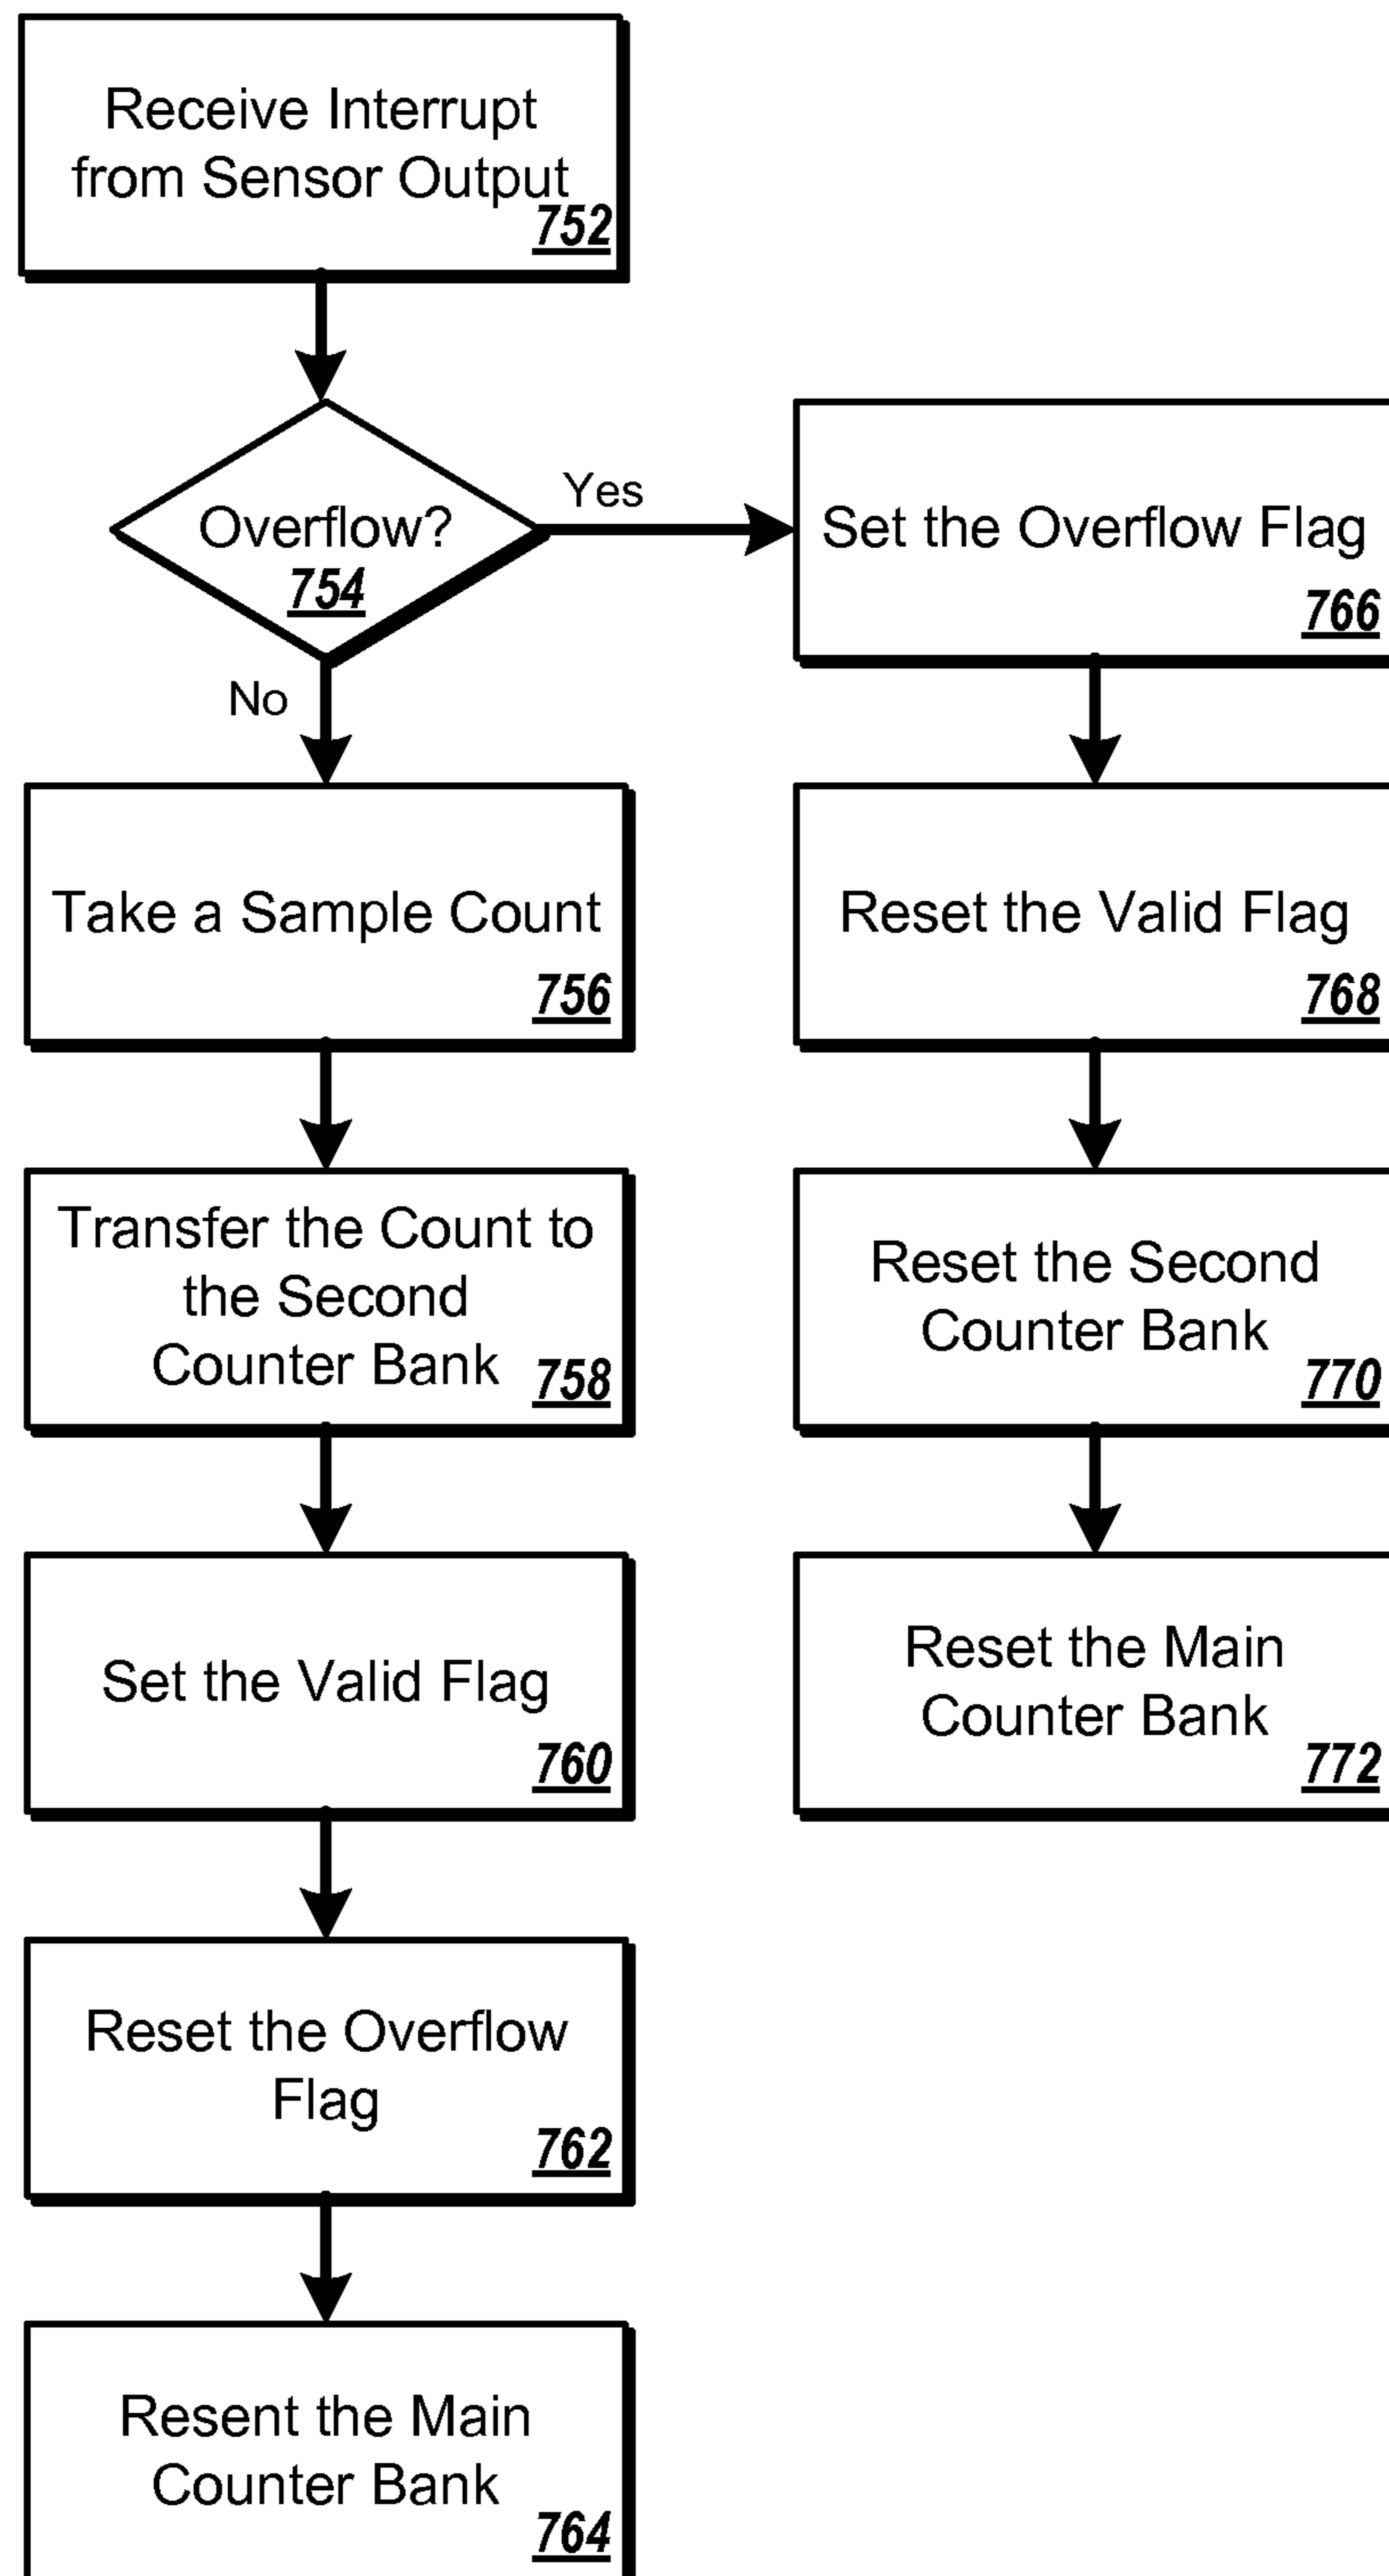 Receive Interrupt
from Sensor Output
752
Overflow?
754
Yes
No
Take a Sample Count
756
Transfer the Count to
the Second
Counter Bank
758
Set the Valid Flag
760
Reset the Overflow
Flag
762
Resent the Main
Counter Bank
764
Set the Overflow Flag
766
Reset the Valid Flag
768
Reset the Second
Counter Bank
770
Reset the Main
Counter Bank
772